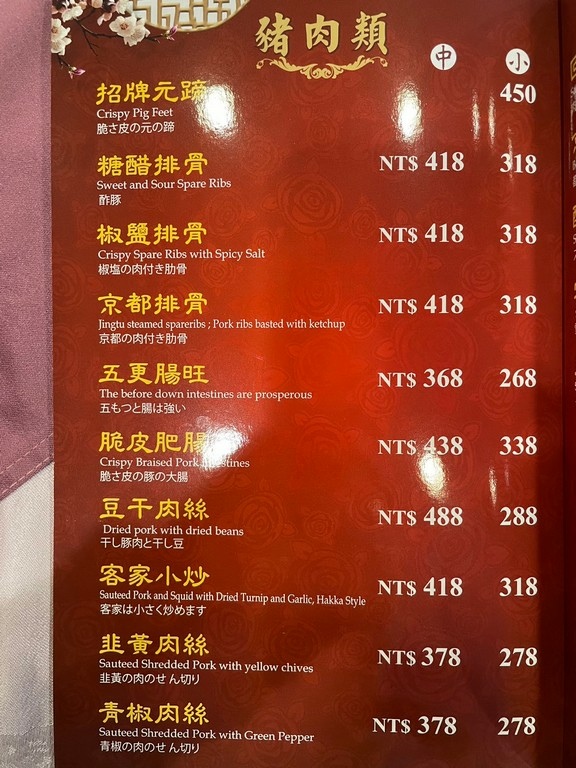 豬肉類
中 小
招牌元蹄 450
Crispy Pig Feet
脆さ皮の元の蹄
糖醋排骨 NT$ 418 318
Sweet and Sour Spare Ribs
酢豚
椒鹽排骨 NT$ 418 318
Crispy Spare Ribs with Spicy Salt
椒塩の肉付き肋骨
京都排骨 NT$ 418 318
Jingtu steamed spareribs ; Pork ribs basted with ketchup
京都の肉付き肋骨
五更腸旺 NT$ 368 268
The before down intestines are prosperous
五もつと腸は強い
脆皮肥腸 NT$ 438 338
Crispy Braised Pork Intestines
脆さ皮の豚の大腸
豆干肉絲 NT$ 488 288
Dried pork with dried beans
干し豚肉と干し豆
客家小炒 NT$ 418 318
Sauteed Pork and Squid with Dried Turnip and Garlic, Hakka Style
客家は小さく炒めます
韭黃肉絲 NT$ 378 278
Sauteed Shredded Pork with yellow chives
韭黃の肉のせ ん切り
青椒肉絲 NT$ 378 278
Sauteed Shredded Pork with Green Pepper
青椒の肉のせ ん切り